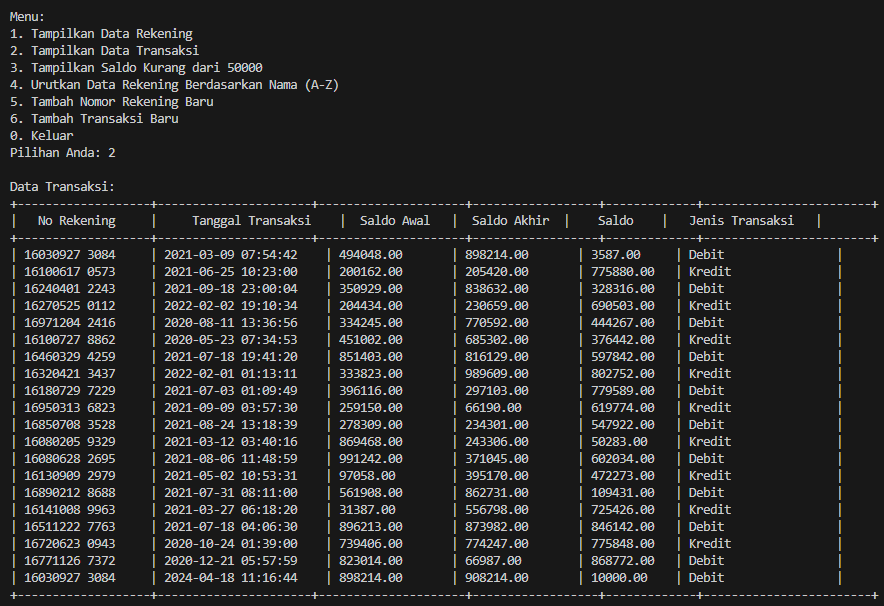 Menu:
1. Tampilkan Data Rekening
2. Tampilkan Data Transaksi
3. Tampilkan Saldo Kurang dari 50000
4. Urutkan Data Rekening Berdasarkan Nama (A-Z)
5. Tambah Nomor Rekening Baru
6. Tambah Transaksi Baru
0. Keluar
Pilihan Anda: 2
Data Transaksi:
| No Rekening | Tanggal Transaksi | Saldo Awal | Saldo Akhir | Saldo | Jenis Transaksi |
| 16030927 3084 | 2021-03-09 07:54:42 | 494048.00 | 898214.00 | 3587.00 | Debit |
| 16100617 0573 | 2021-06-25 10:23:00 | 200162.00 | 205420.00 | 775880.00 | Kredit |
| 16240401 2243 | 2021-09-18 23:00:04 | 350929.00 | 838632.00 | 328316.00 | Debit |
| 16270525 0112 | 2022-02-02 19:10:34 | 204434.00 | 230659.00 | 690503.00 | Kredit |
| 16971204 2416 | 2020-08-11 13:36:56 | 334245.00 | 770592.00 | 444267.00 | Debit |
| 16100727 8862 | 2020-05-23 07:34:53 | 451002.00 | 685302.00 | 376442.00 | Kredit |
| 16460329 4259 | 2021-07-18 19:41:20 | 851403.00 | 816129.00 | 597842.00 | Debit |
| 16320421 3437 | 2022-02-01 01:13:11 | 333823.00 | 989609.00 | 802752.00 | Kredit |
| 16180729 7229 | 2021-07-03 01:09:49 | 396116.00 | 297103.00 | 779589.00 | Debit |
| 16950313 6823 | 2021-09-09 03:57:30 | 259150.00 | 66190.00 | 619774.00 | Kredit |
| 16850708 3528 | 2021-08-24 13:18:39 | 278309.00 | 234301.00 | 547922.00 | Debit |
| 16080205 9329 | 2021-03-12 03:40:16 | 869468.00 | 243306.00 | 50283.00 | Kredit |
| 16080628 2695 | 2021-08-06 11:48:59 | 991242.00 | 371045.00 | 602034.00 | Debit |
| 16130909 2979 | 2021-05-02 10:53:31 | 97058.00 | 395170.00 | 472273.00 | Kredit |
| 16890212 8688 | 2021-07-31 08:11:00 | 561908.00 | 862731.00 | 109431.00 | Debit |
| 16141008 9963 | 2021-03-27 06:18:20 | 31387.00 | 556798.00 | 725426.00 | Kredit |
| 16511222 7763 | 2021-07-18 04:06:30 | 896213.00 | 873982.00 | 846142.00 | Debit |
| 16720623 0943 | 2020-10-24 01:39:00 | 739406.00 | 774247.00 | 775848.00 | Kredit |
| 16771126 7372 | 2020-12-21 05:57:59 | 823014.00 | 66987.00 | 868772.00 | Debit |
| 16030927 3084 | 2024-04-18 11:16:44 | 898214.00 | 908214.00 | 10000.00 | Debit |